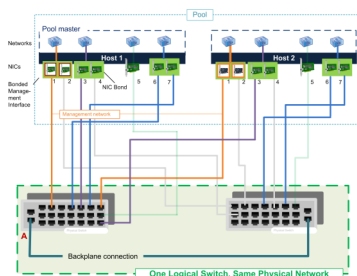 Pool
Pool master
Networks
Host 1
Host 2
NICs
NIC Bond
1 2 3 4 5 6 7
1 2 3 4 5 6 7
Bonded
Manage-
ment
Interface
Management network
A
Backplane connection
One Logical Switch, Same Physical Network